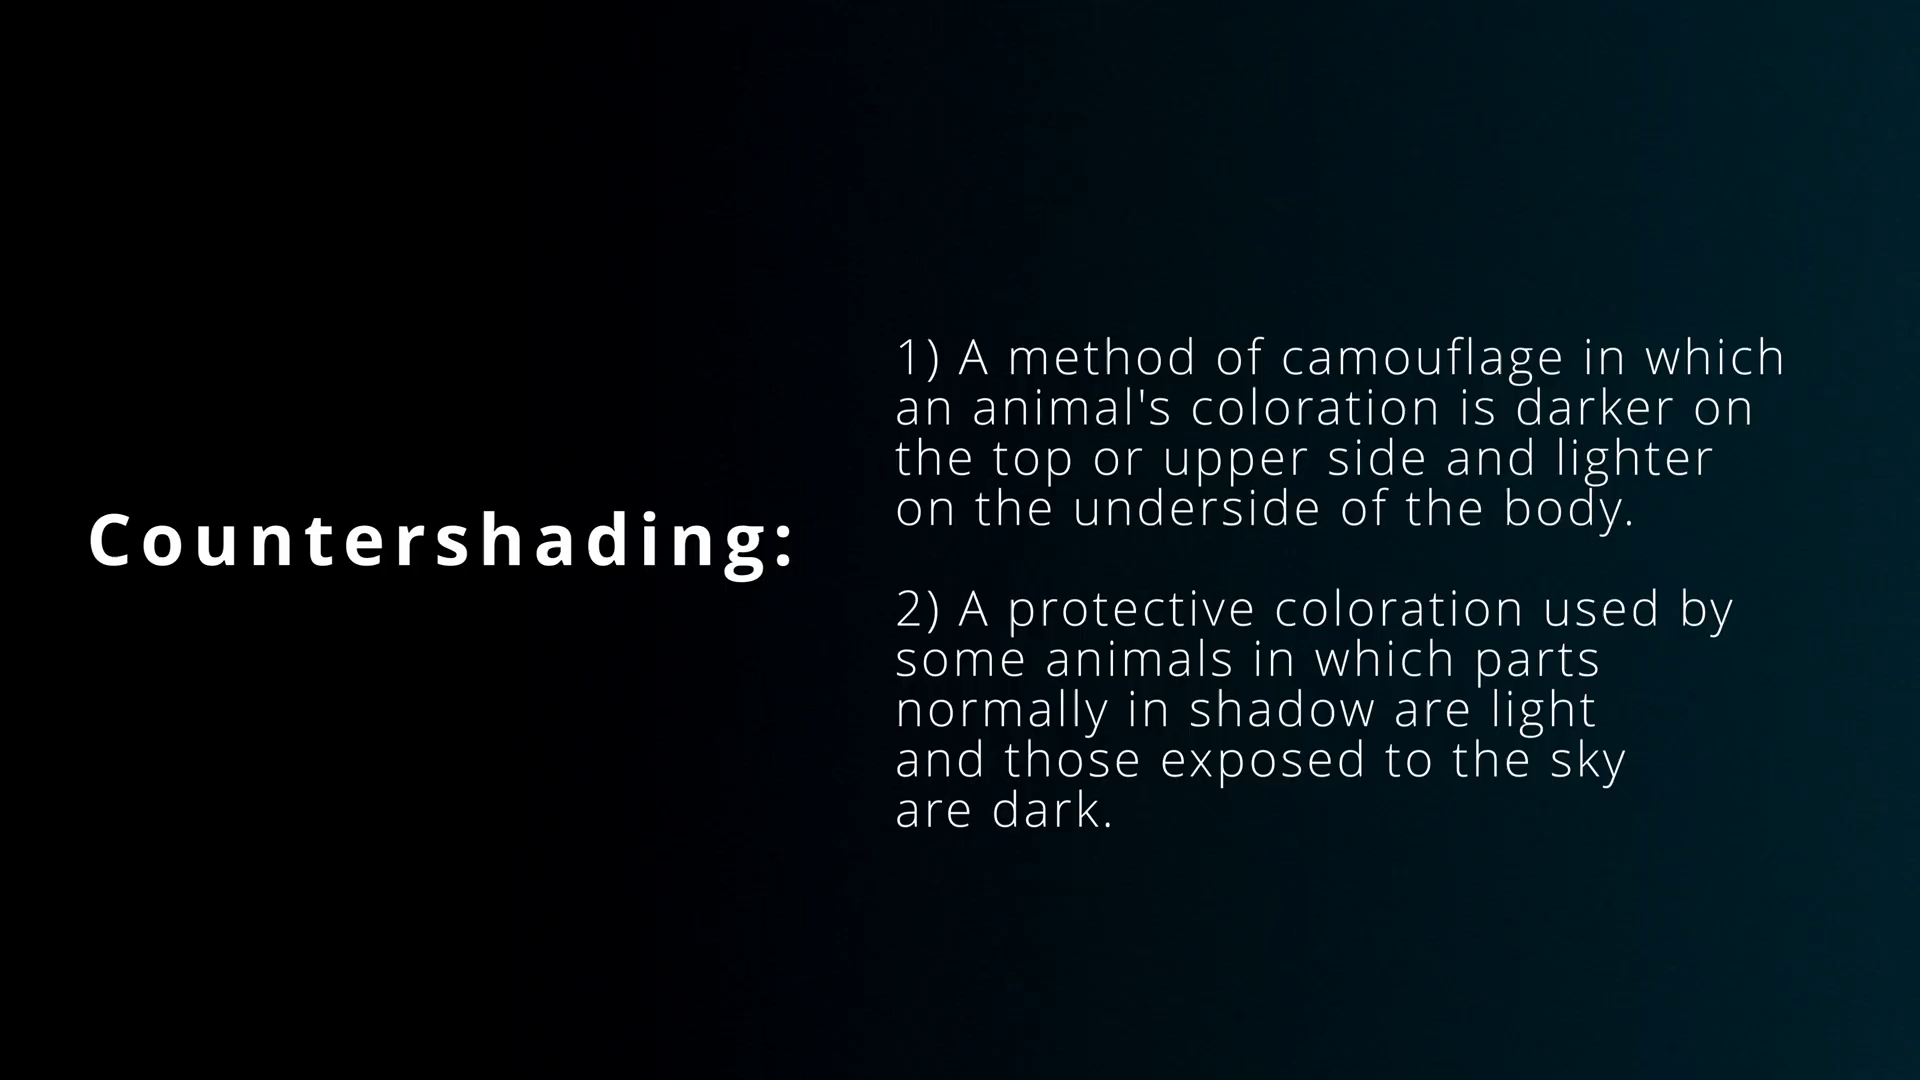 Countershading:
1) A method of camouflage in which
an animal's coloration is darker on
the top or upper side and lighter
on the underside of the body.
2) A protective coloration used by
some animals in which parts
normally in shadow are light
and those exposed to the sky
are dark.